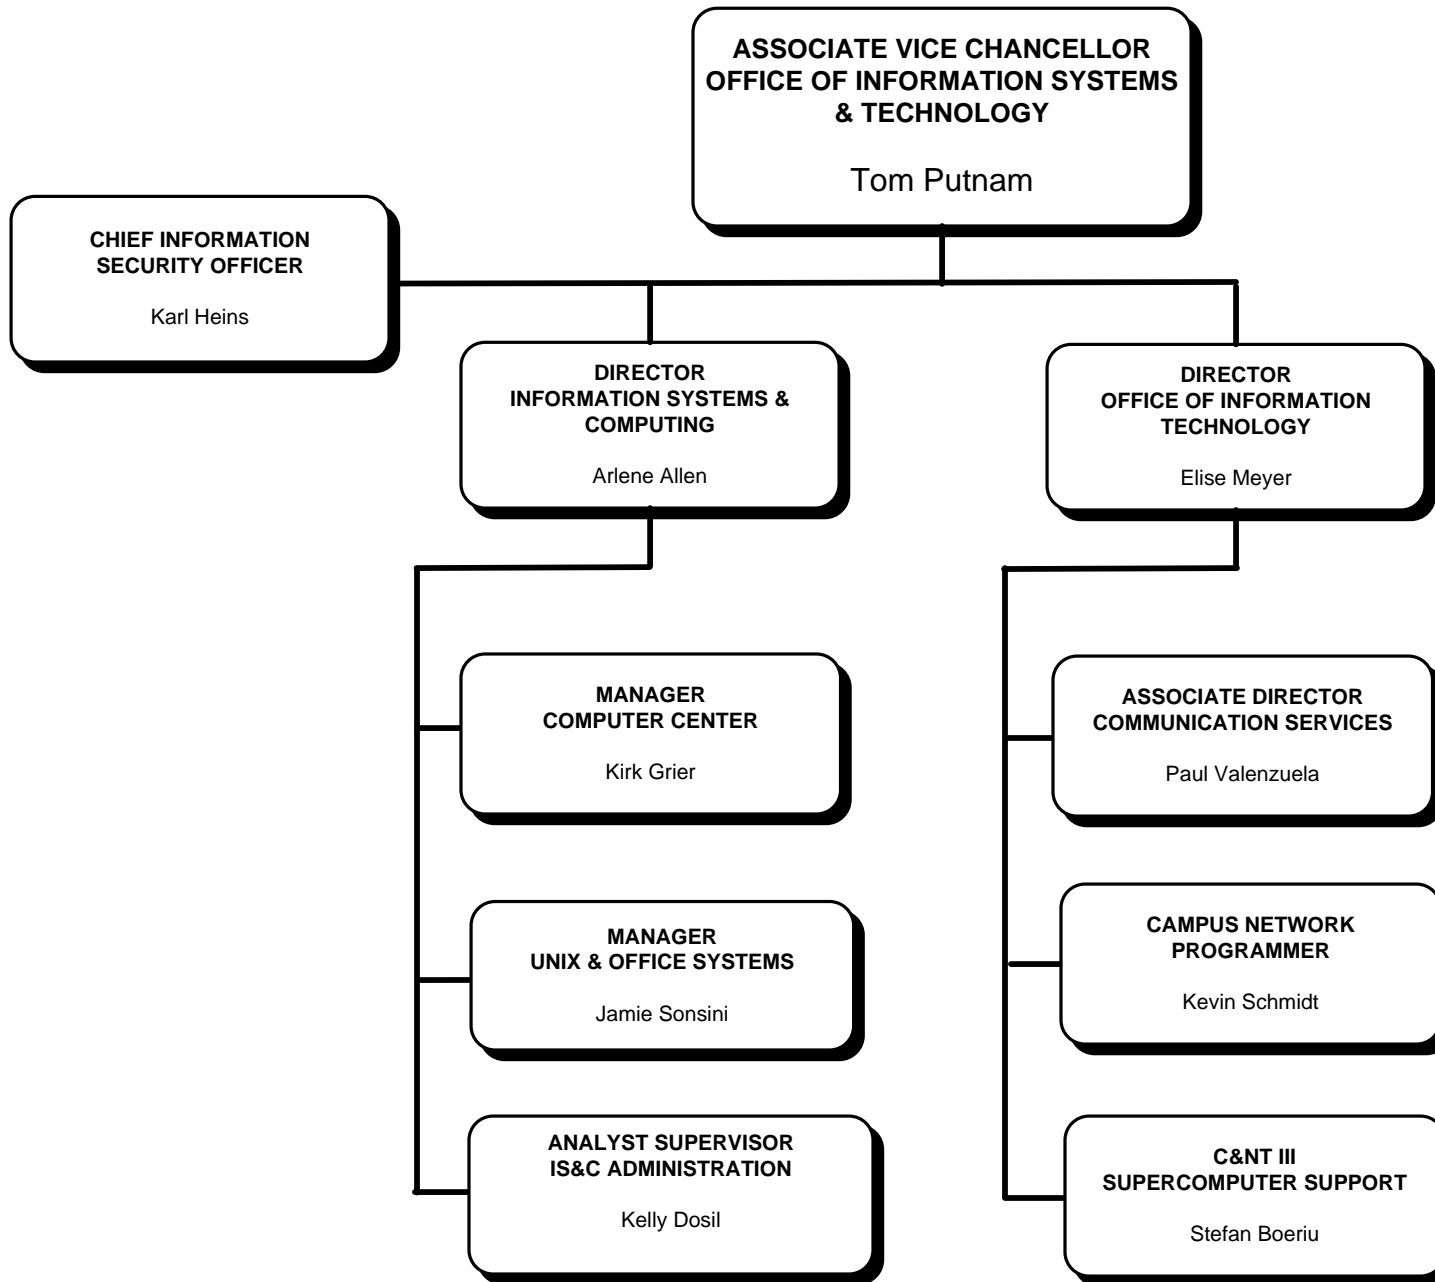 ASSOCIATE VICE CHANCELLOR
OFFICE OF INFORMATION SYSTEMS
& TECHNOLOGY
Tom Putnam
CHIEF INFORMATION
SECURITY OFFICER
Karl Heins
DIRECTOR
INFORMATION SYSTEMS &
COMPUTING
Arlene Allen
DIRECTOR
OFFICE OF INFORMATION
TECHNOLOGY
Elise Meyer
MANAGER
COMPUTER CENTER
Kirk Grier
ASSOCIATE DIRECTOR
COMMUNICATION SERVICES
Paul Valenzuela
MANAGER
UNIX & OFFICE SYSTEMS
Jamie Sonsini
CAMPUS NETWORK
PROGRAMMER
Kevin Schmidt
ANALYST SUPERVISOR
IS&C ADMINISTRATION
Kelly Dosil
C&NT III
SUPERCOMPUTER SUPPORT
Stefan Boeriu